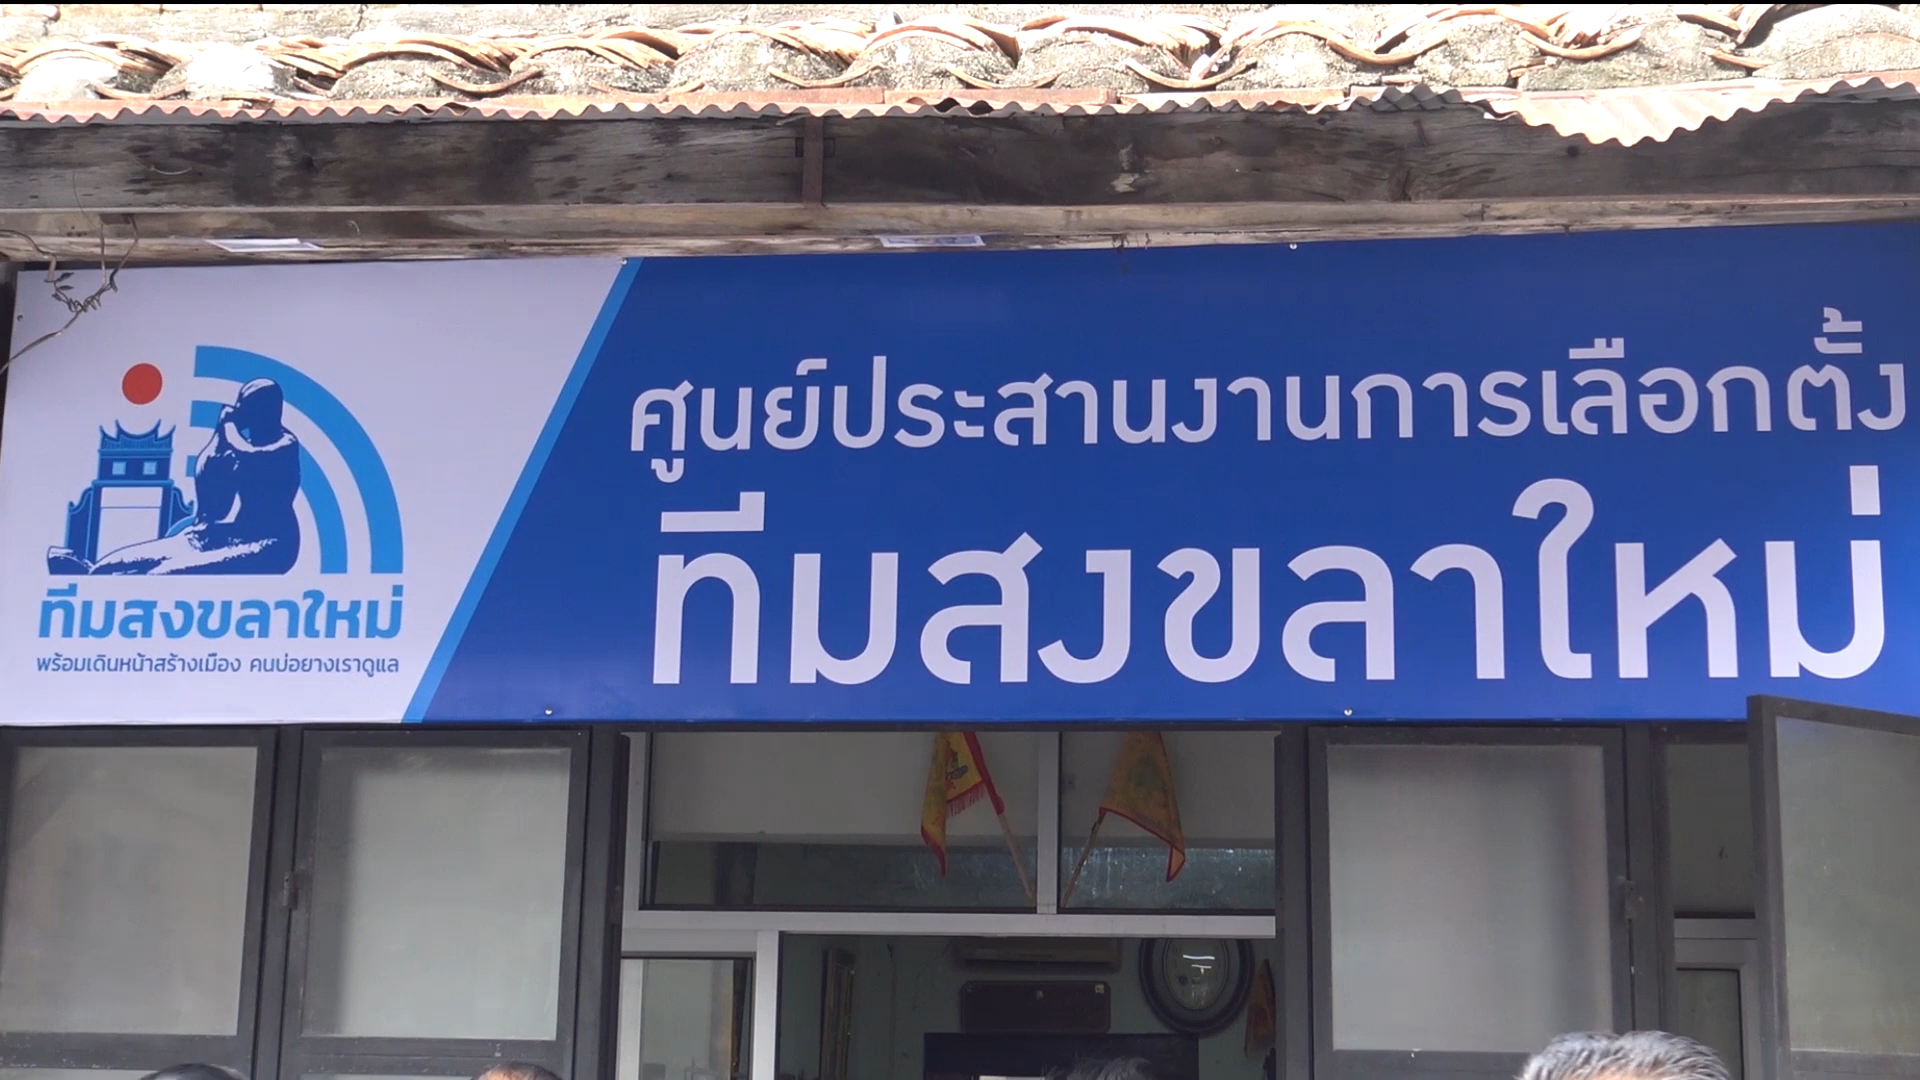 ศูนย์ประสานงานการเลือกตั้ง
ทีมสงขลาใหม่
ทีมสงขลาใหม่
พร้อมเดินหน้าสร้างเมือง คนบ่อยางเราดูแล